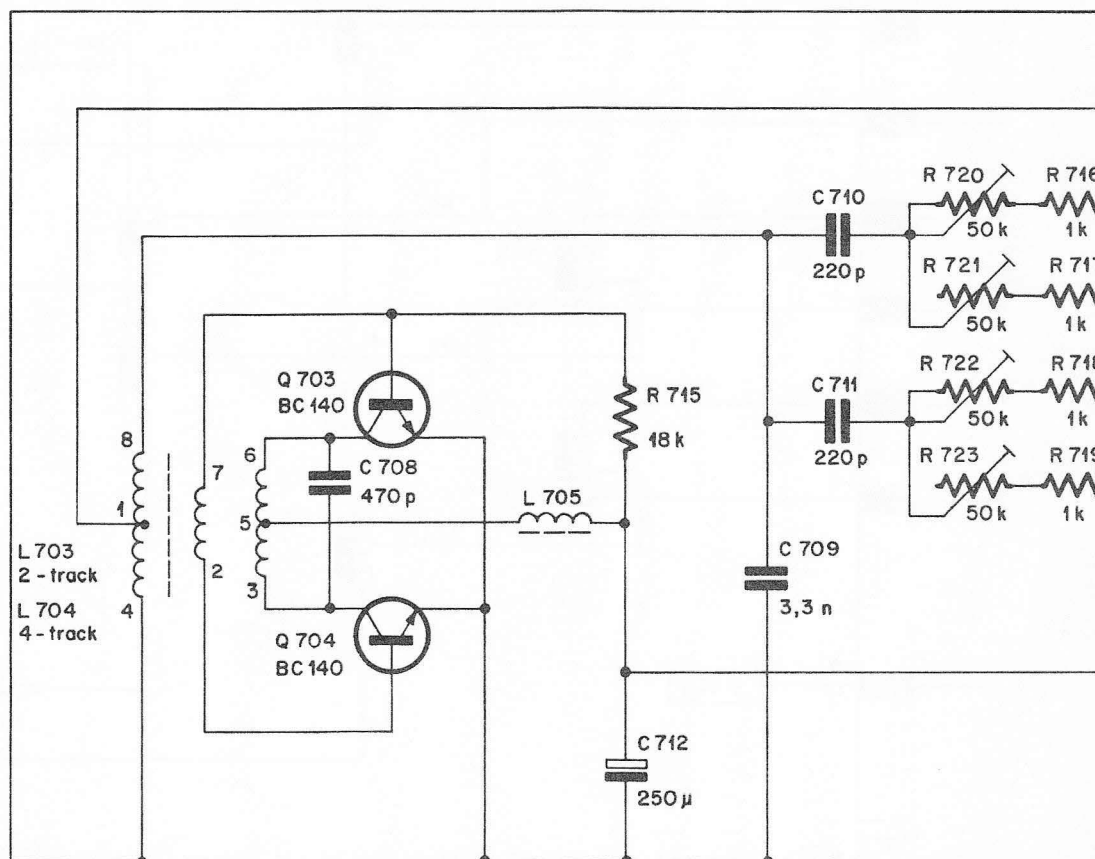 R 720
R 716
C 710
50 k
1 k
220 p
R 721
R 717
50 k
1 k
Q 703
BC 140
R 722
R 718
C 711
R 715
50 k
1 k
18 k
220 p
8
6
C 708
470 p
R 723
R 719
7
L 705
50 k
1 k
1
5
C 709
L 703
2 - track
2
3
3,3 n
L 704
4 - track
4
Q 704
BC 140
C 712
250 µ